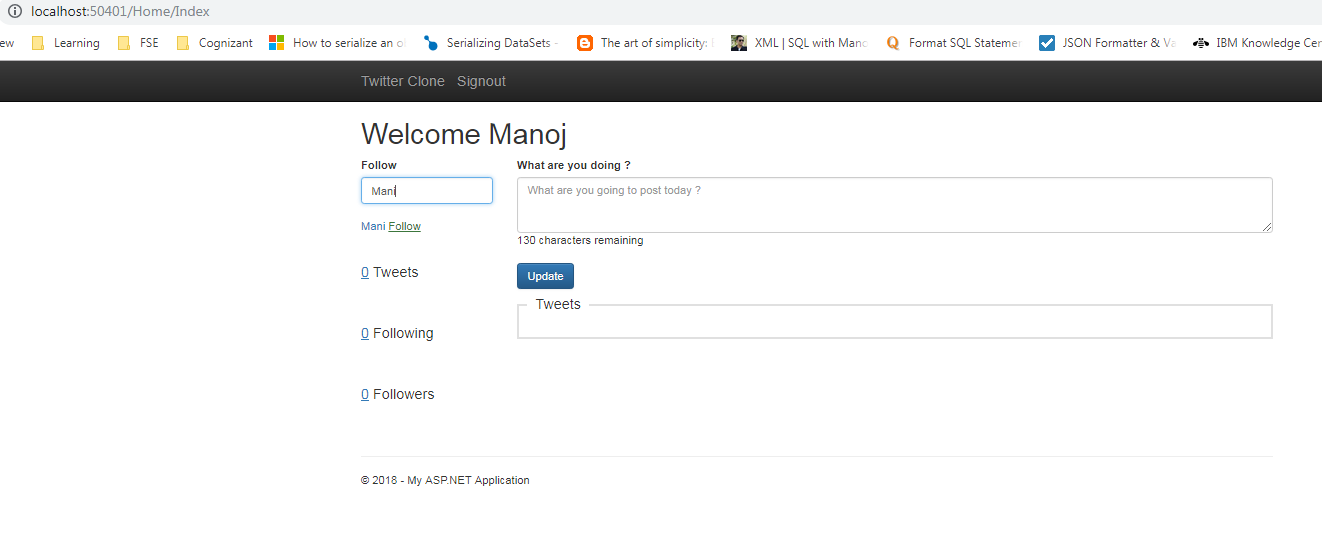 localhost:50401/Home/Index
ew Learning FSE Cognizant How to serialize an o Serializing DataSets - The art of simplicity: XML | SQL with Mano Format SQL Statemen JSON Formatter & Va IBM Knowledge Cen
Twitter Clone Signout
Welcome Manoj
Follow
Mani
Mani Follow
0 Tweets
0 Following
0 Followers
What are you doing ?
What are you going to post today ?
130 characters remaining
Update
Tweets
© 2018 - My ASP.NET Application